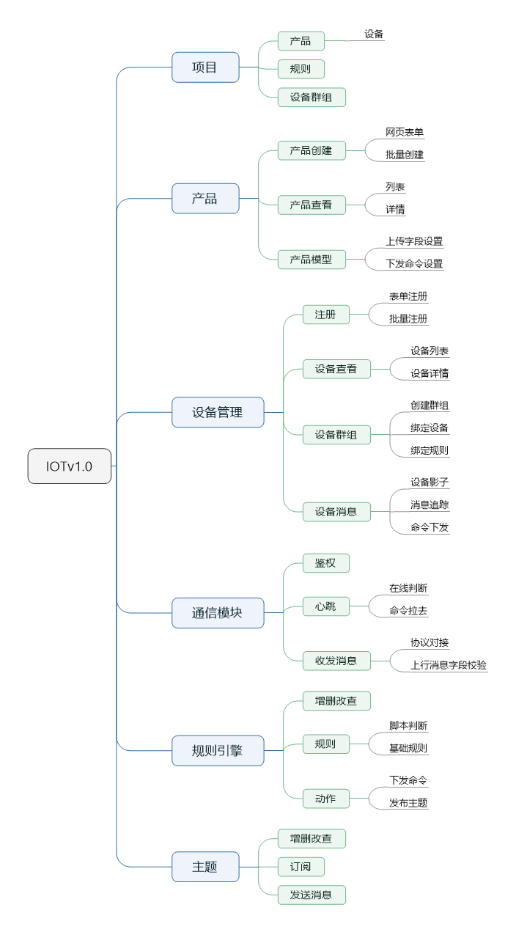 IOTv1.0
项目
产品
设备
规则
设备群组
产品
产品创建
网页表单
批量创建
产品查看
列表
详情
产品模型
上传字段设置
下发命令设置
设备管理
注册
表单注册
批量注册
设备查看
设备列表
设备详情
设备群组
创建群组
绑定设备
绑定规则
设备消息
设备影子
消息追踪
命令下发
通信模块
鉴权
心跳
在线判断
命令拉去
收发消息
协议对接
上行消息字段校验
规则引擎
增删改查
规则
脚本判断
基础规则
动作
下发命令
发布主题
主题
增删改查
订阅
发送消息